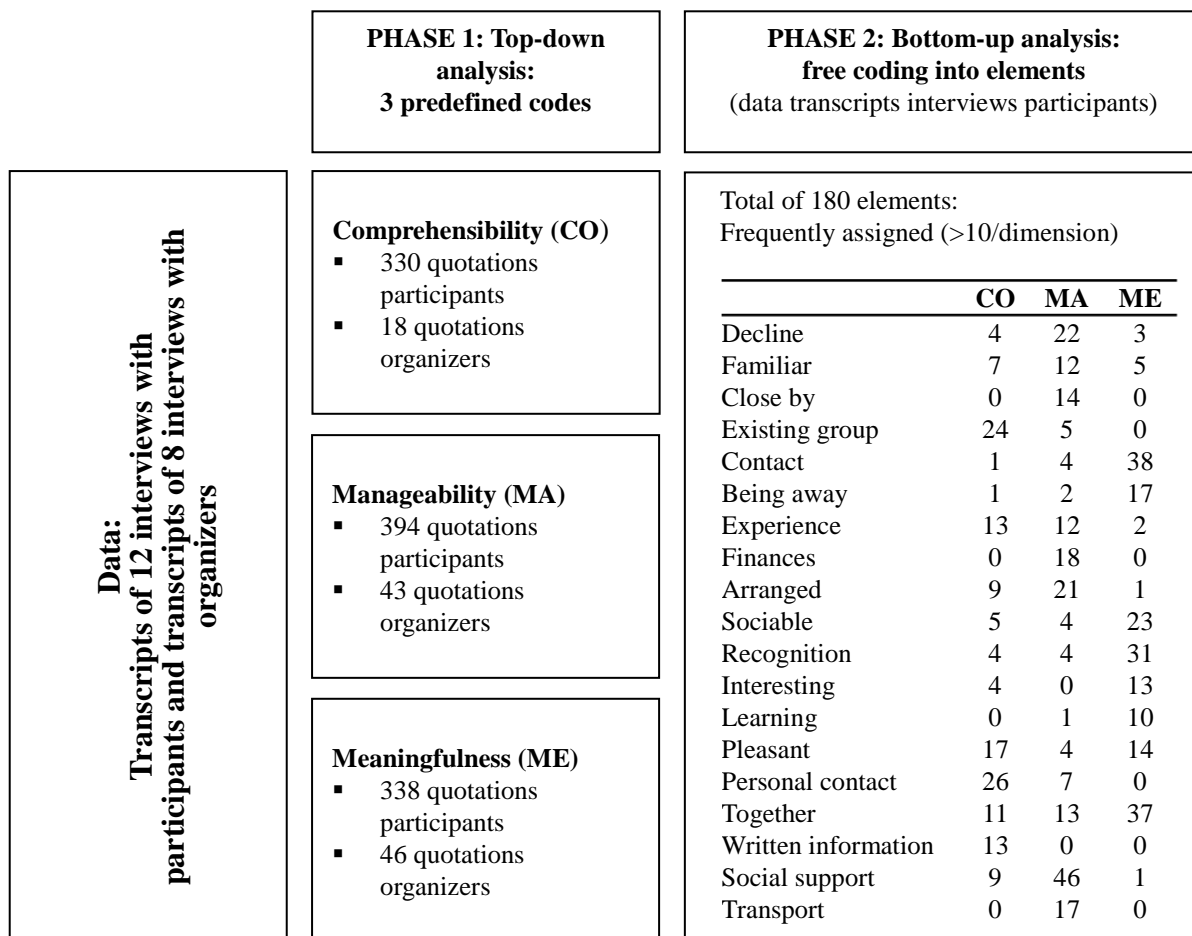 PHASE 1: Top-down
analysis:
3 predefined codes
PHASE 2: Bottom-up analysis:
free coding into elements
(data transcripts interviews participants)
Data:
Transcripts of 12 interviews with
participants and transcripts of 8 interviews with
organizers
Comprehensibility (CO)
▪ 330 quotations
participants
▪ 18 quotations
organizers
Manageability (MA)
▪ 394 quotations
participants
▪ 43 quotations
organizers
Meaningfulness (ME)
▪ 338 quotations
participants
▪ 46 quotations
organizers
Total of 180 elements:
Frequently assigned (>10/dimension)
CO MA ME
Decline 4 22 3
Familiar 7 12 5
Close by 0 14 0
Existing group 24 5 0
Contact 1 4 38
Being away 1 2 17
Experience 13 12 2
Finances 0 18 0
Arranged 9 21 1
Sociable 5 4 23
Recognition 4 4 31
Interesting 4 0 13
Learning 0 1 10
Pleasant 17 4 14
Personal contact 26 7 0
Together 11 13 37
Written information 13 0 0
Social support 9 46 1
Transport 0 17 0